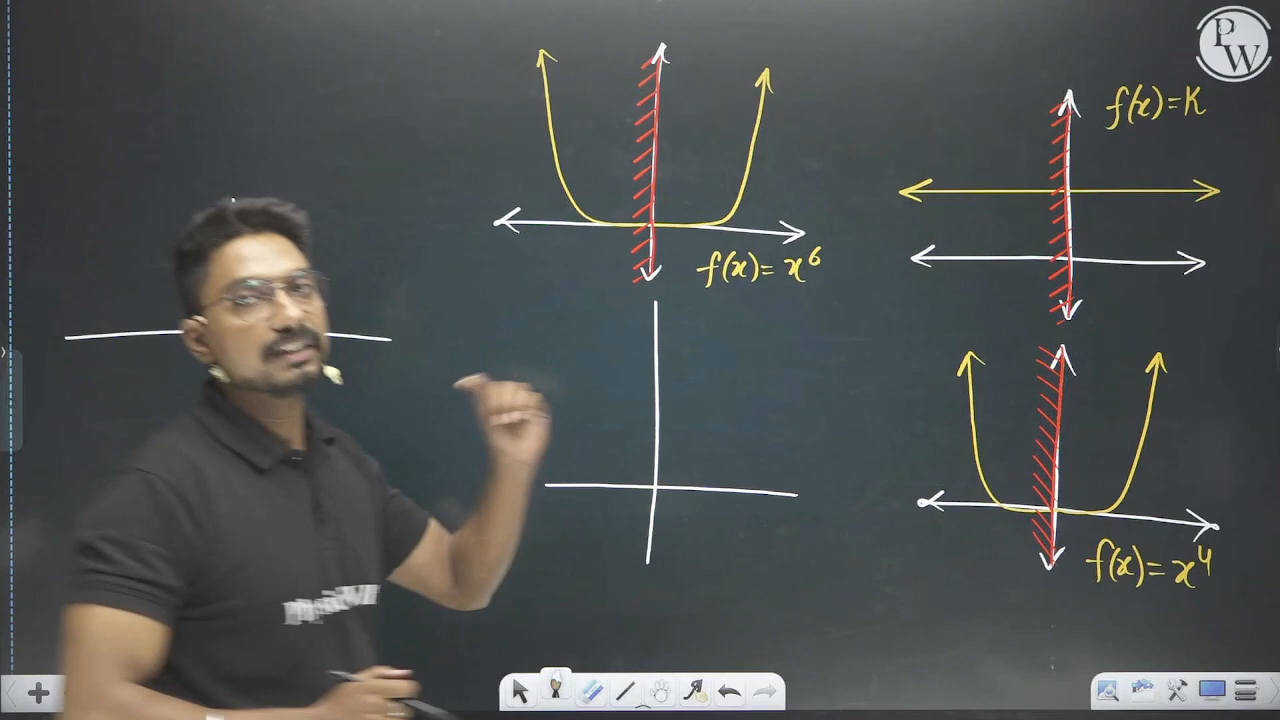 PW
f(x)=K
f(x)= x⁶
f(x)= x⁴